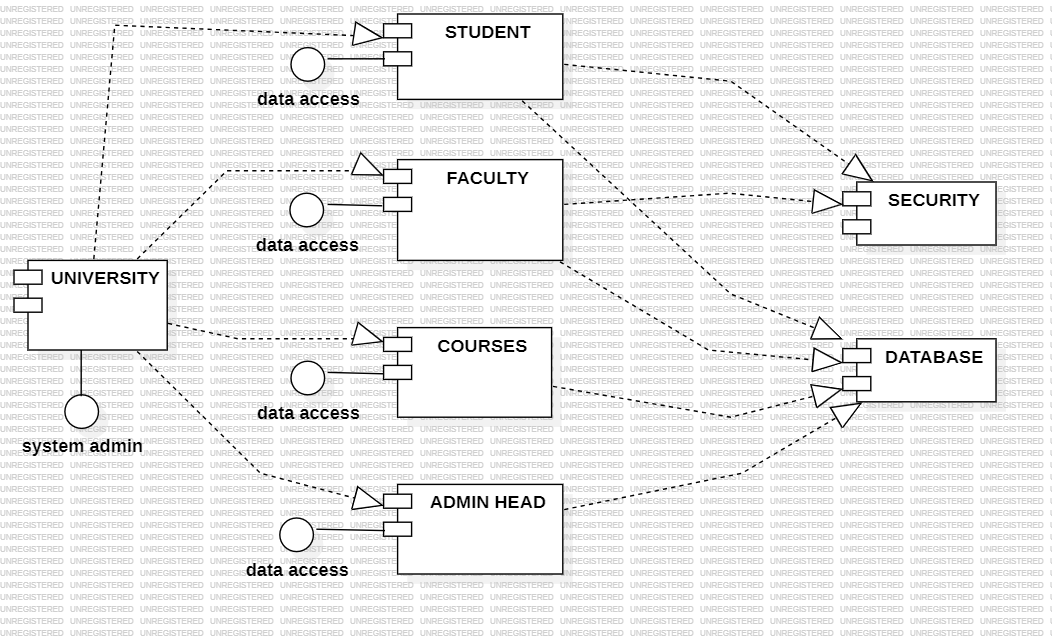 STUDENT
data access
FACULTY
data access
SECURITY
UNIVERSITY
COURSES
DATABASE
data access
system admin
ADMIN HEAD
data access
UNREGISTERED